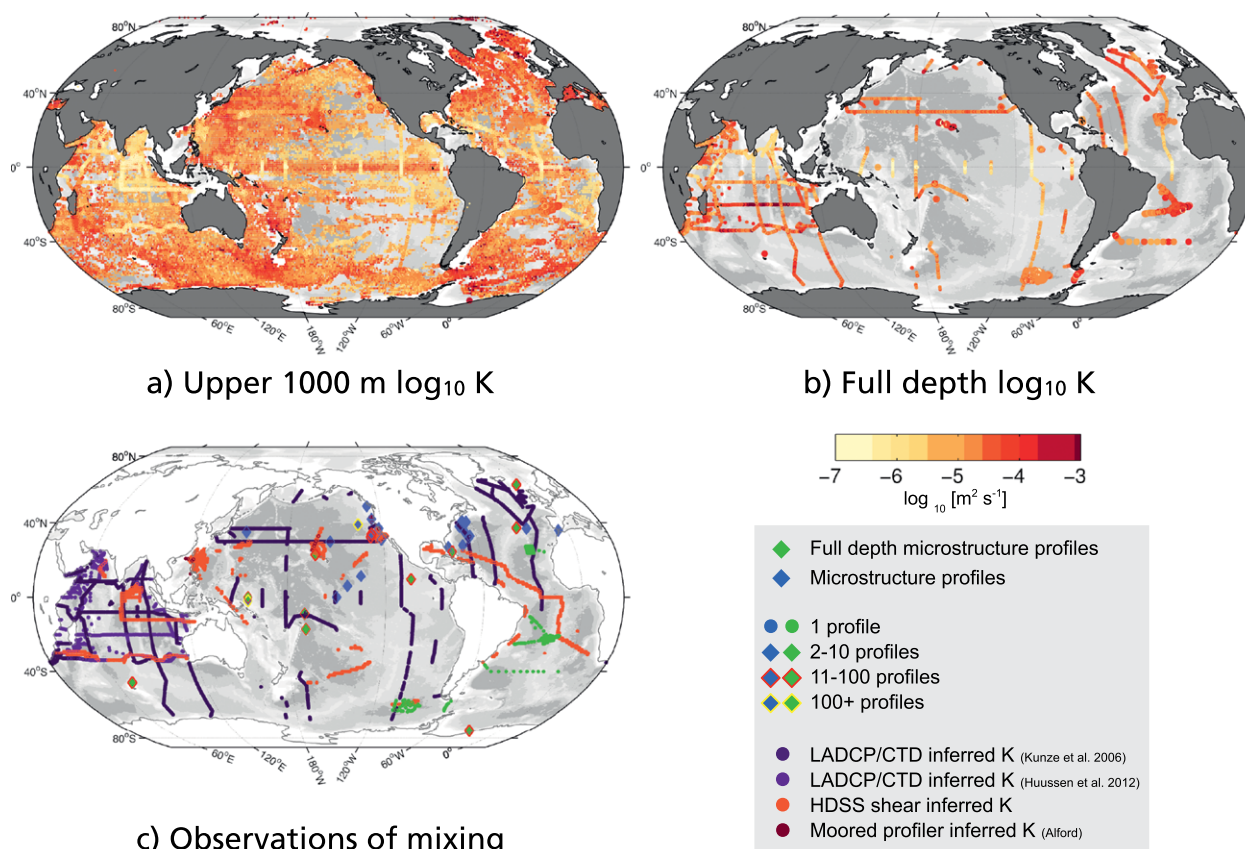 80°N
40°N
0°
40°S
80°S
60°E
120°E
180°W
120°W
60°W
0°
a) Upper 1000 m log₁₀ K
80°N
40°N
0°
40°S
80°S
60°E
120°E
180°W
120°W
60°W
0°
b) Full depth log₁₀ K
−7 −6 −5 −4 −3
log ₁₀ [m² s⁻¹]
80°N
40°N
0°
40°S
80°S
60°E
120°E
180°W
120°W
60°W
0°
c) Observations of mixing
Full depth microstructure profiles
Microstructure profiles
1 profile
2-10 profiles
11-100 profiles
100+ profiles
LADCP/CTD inferred K (Kunze et al. 2006)
LADCP/CTD inferred K (Huussen et al. 2012)
HDSS shear inferred K
Moored profiler inferred K (Alford)